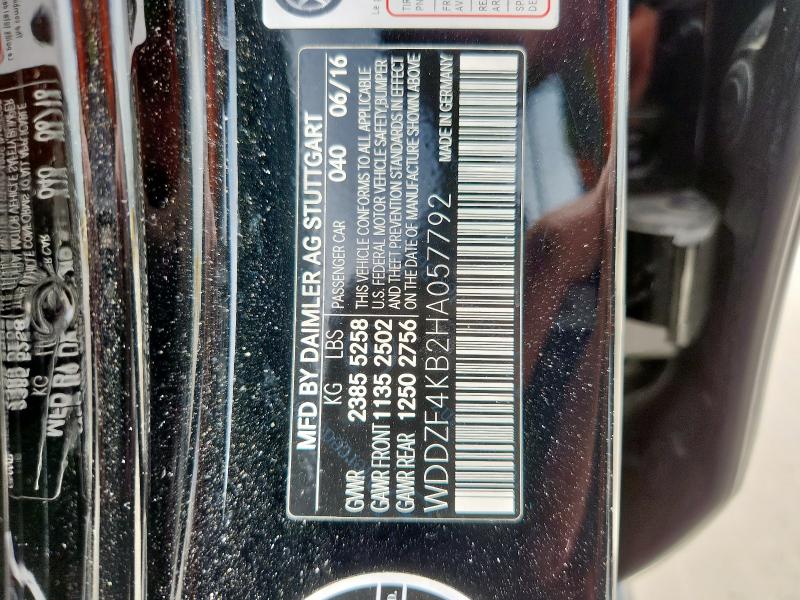 MFD BY DAIMLER AG STUTTGART 040 06/16
KG LBS PASSENGER CAR
GVWR 2385 5258 THIS VEHICLE CONFORMS TO ALL APPLICABLE
GAWR FRONT 1135 2502 U.S. FEDERAL MOTOR VEHICLE SAFETY, BUMPER
GAWR REAR 1250 2756 AND THEFT PREVENTION STANDARDS IN EFFECT
ON THE DATE OF MANUFACTURE SHOWN ABOVE
WDDZF4KB2HA057792 MADE IN GERMANY